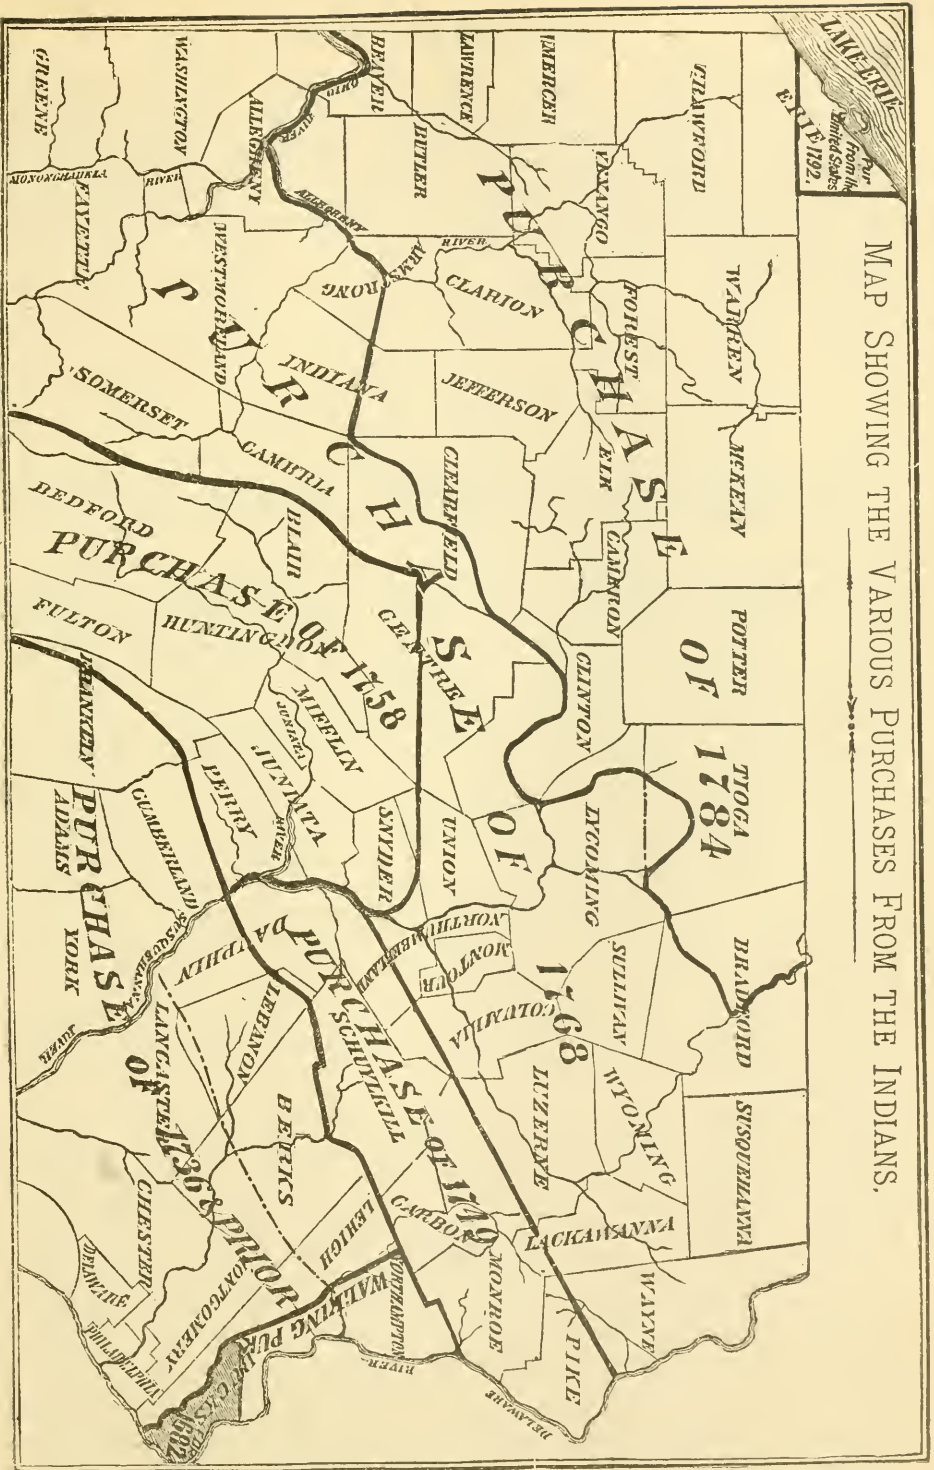 MAP SHOWING THE VARIOUS PURCHASES FROM THE INDIANS.
LAKE ERIE
ERIE
Pur
from the
United States
1792.
CRAWFORD
WARREN
McKEAN
POTTER
TIOGA
BRADFORD
SUSQUEHANNA
WAYNE
MERCER
VENANGO
FOREST
ELK
CAMERON
CLINTON
LYCOMING
SULLIVAN
WYOMING
LACKAWANNA
PIKE
PURCHASE OF 1784
LAWRENCE
BUTLER
CLARION
JEFFERSON
CLEARFIELD
CENTRE
UNION
NORTHUMBERLAND
MONTOUR
COLUMBIA
LUZERNE
MONROE
CARBON
BEAVER
OHIO
RIVER
ALLEGHENY
RIVER
ARMSTRONG
INDIANA
PURCHASE OF 1768
ALLEGHENY
WASHINGTON
GREENE
MONONGAHELA
RIVER
FAYETTE
WESTMORELAND
SOMERSET
CAMBRIA
BLAIR
BEDFORD
FULTON
HUNTINGDON
PURCHASE OF 1758
MIFFLIN
JUNIATA
RIVER
JUNIATA
SNYDER
PERRY
FRANKLIN
CUMBERLAND
ADAMS
YORK
SUSQUEHANNA
RIVER
DAUPHIN
LEBANON
SCHUYLKILL
PURCHASE OF 1749
LANCASTER
BERKS
LEHIGH
NORTHAMPTON
PURCHASE OF 1736 & PRIOR
WALKING PUR
CHESTER
DELAWARE
MONTGOMERY
PHILADELPHIA
BUCKS
1682
DELAWARE
RIVER